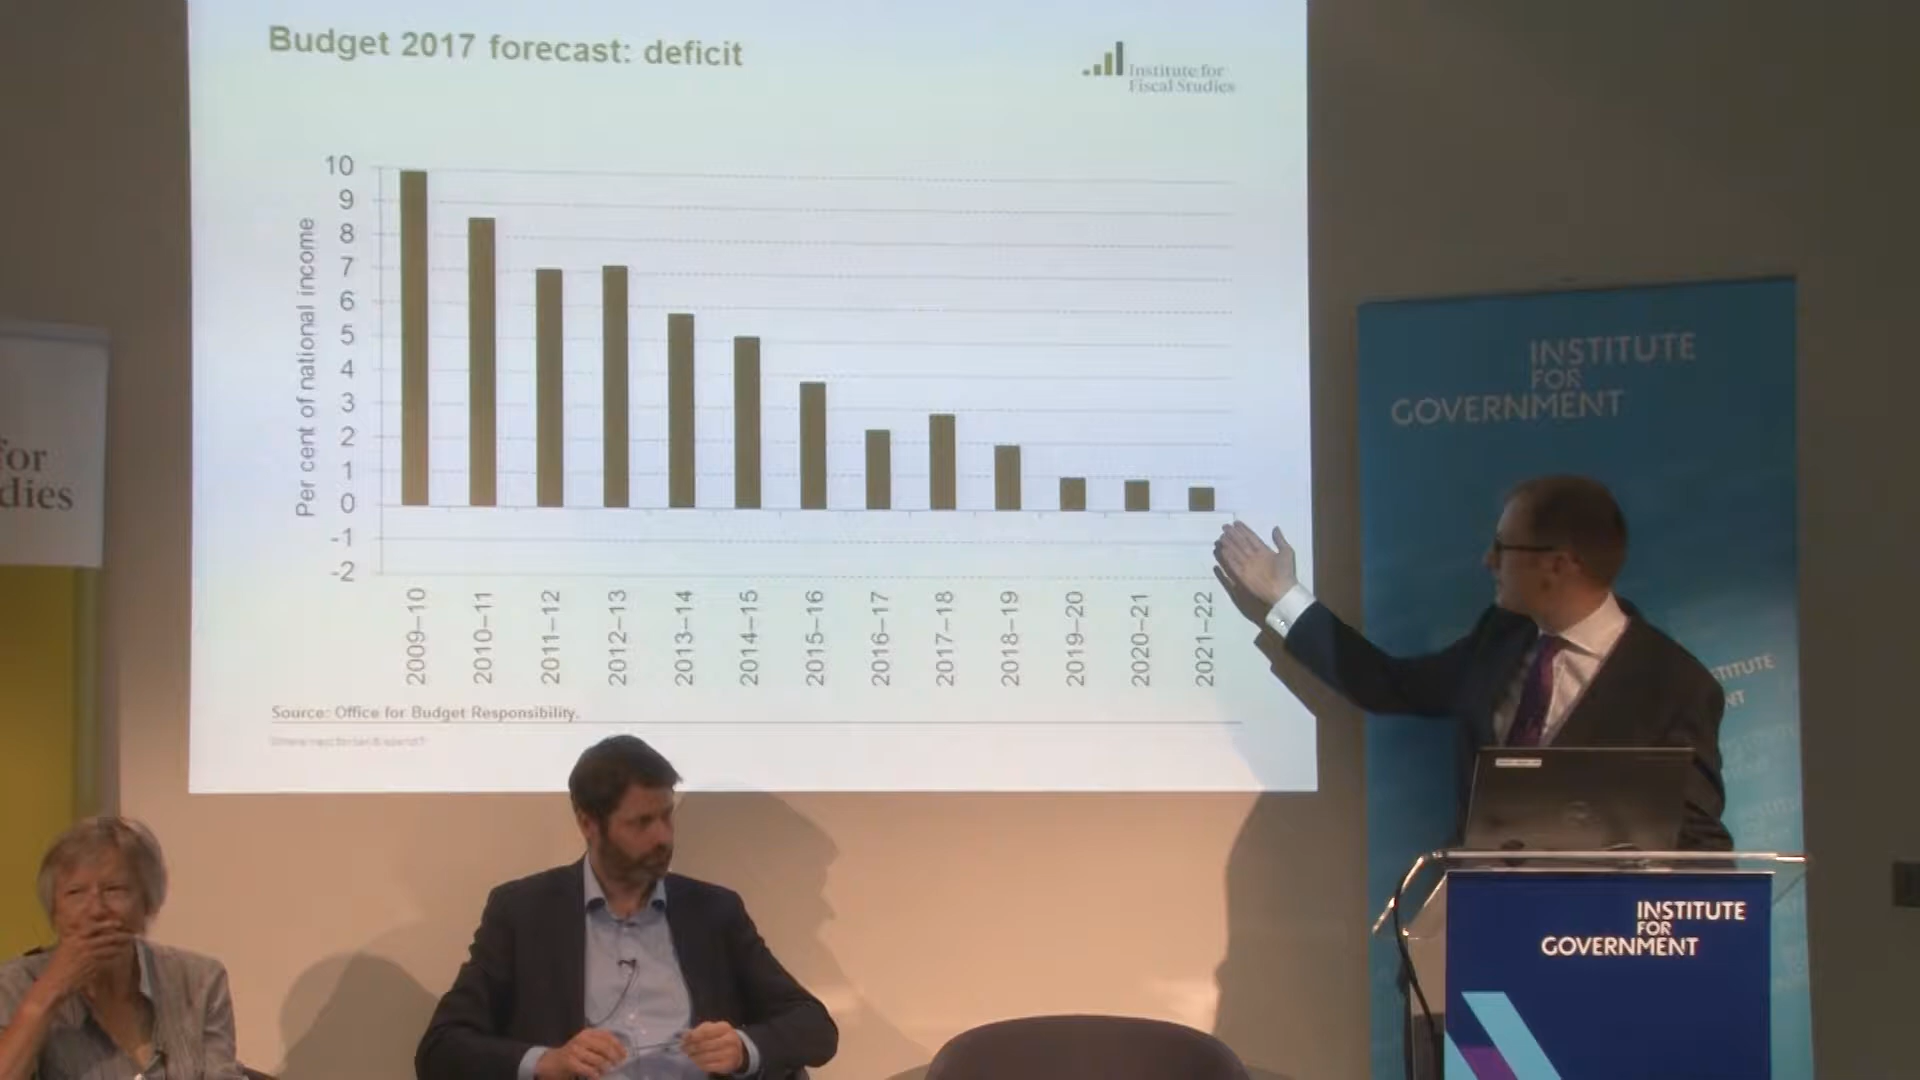 Budget 2017 forecast: deficit
Institute for
Fiscal Studies
Per cent of national income
10
9
8
7
6
5
4
3
2
1
0
-1
-2
2009–10
2010–11
2011–12
2012–13
2013–14
2014–15
2015–16
2016–17
2017–18
2018–19
2019–20
2020–21
2021–22
Source: Office for Budget Responsibility.
for
dies
INSTITUTE
FOR
GOVERNMENT
STITUTE
NT
INSTITUTE
FOR
GOVERNMENT